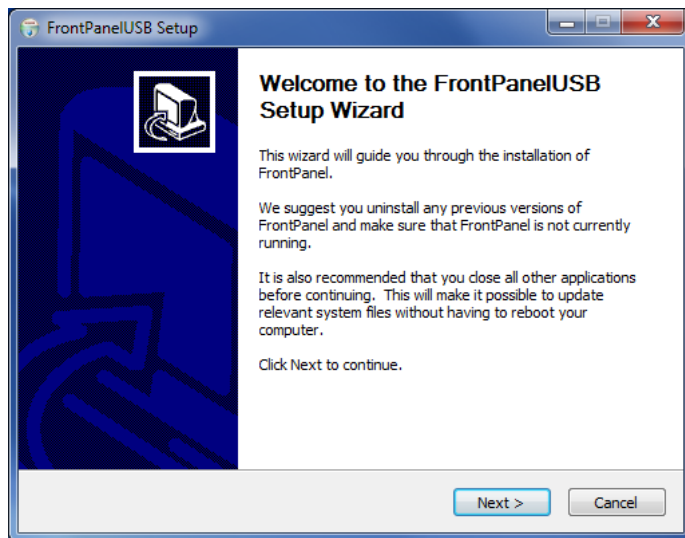 FrontPanelUSB Setup
Welcome to the FrontPanelUSB
Setup Wizard
This wizard will guide you through the installation of
FrontPanel.
We suggest you uninstall any previous versions of
FrontPanel and make sure that FrontPanel is not currently
running.
It is also recommended that you close all other applications
before continuing.  This will make it possible to update
relevant system files without having to reboot your
computer.
Click Next to continue.
Next >
Cancel